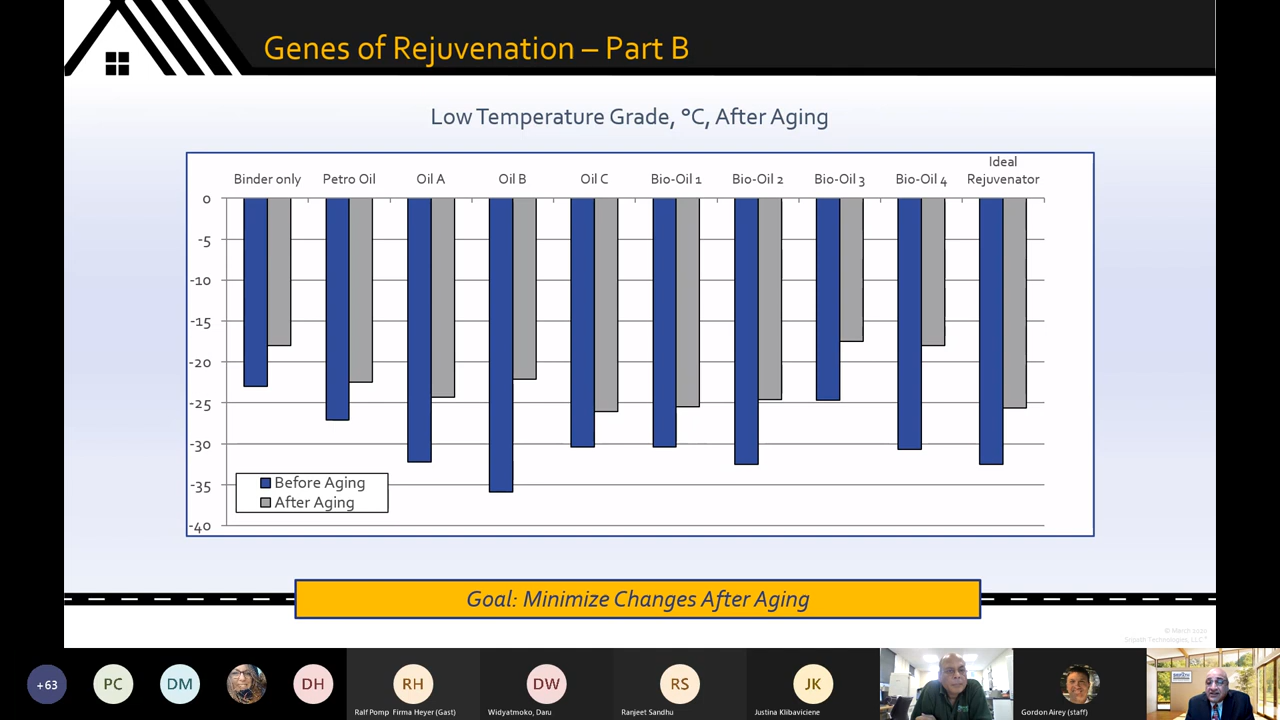 Genes of Rejuvenation – Part B
Low Temperature Grade, °C, After Aging
Binder only Petro Oil Oil A Oil B Oil C Bio-Oil 1 Bio-Oil 2 Bio-Oil 3 Bio-Oil 4 Ideal Rejuvenator
0
-5
-10
-15
-20
-25
-30
-35
-40
Before Aging
After Aging
Goal: Minimize Changes After Aging
© March 2020
+63 PC DM DH RH DW RS JK
Ralf Pomp Firma Heyer (Gast) Widyatmoko, Daru Ranjeet Sandhu Justina Klibaviciene Gordon Airey (staff)